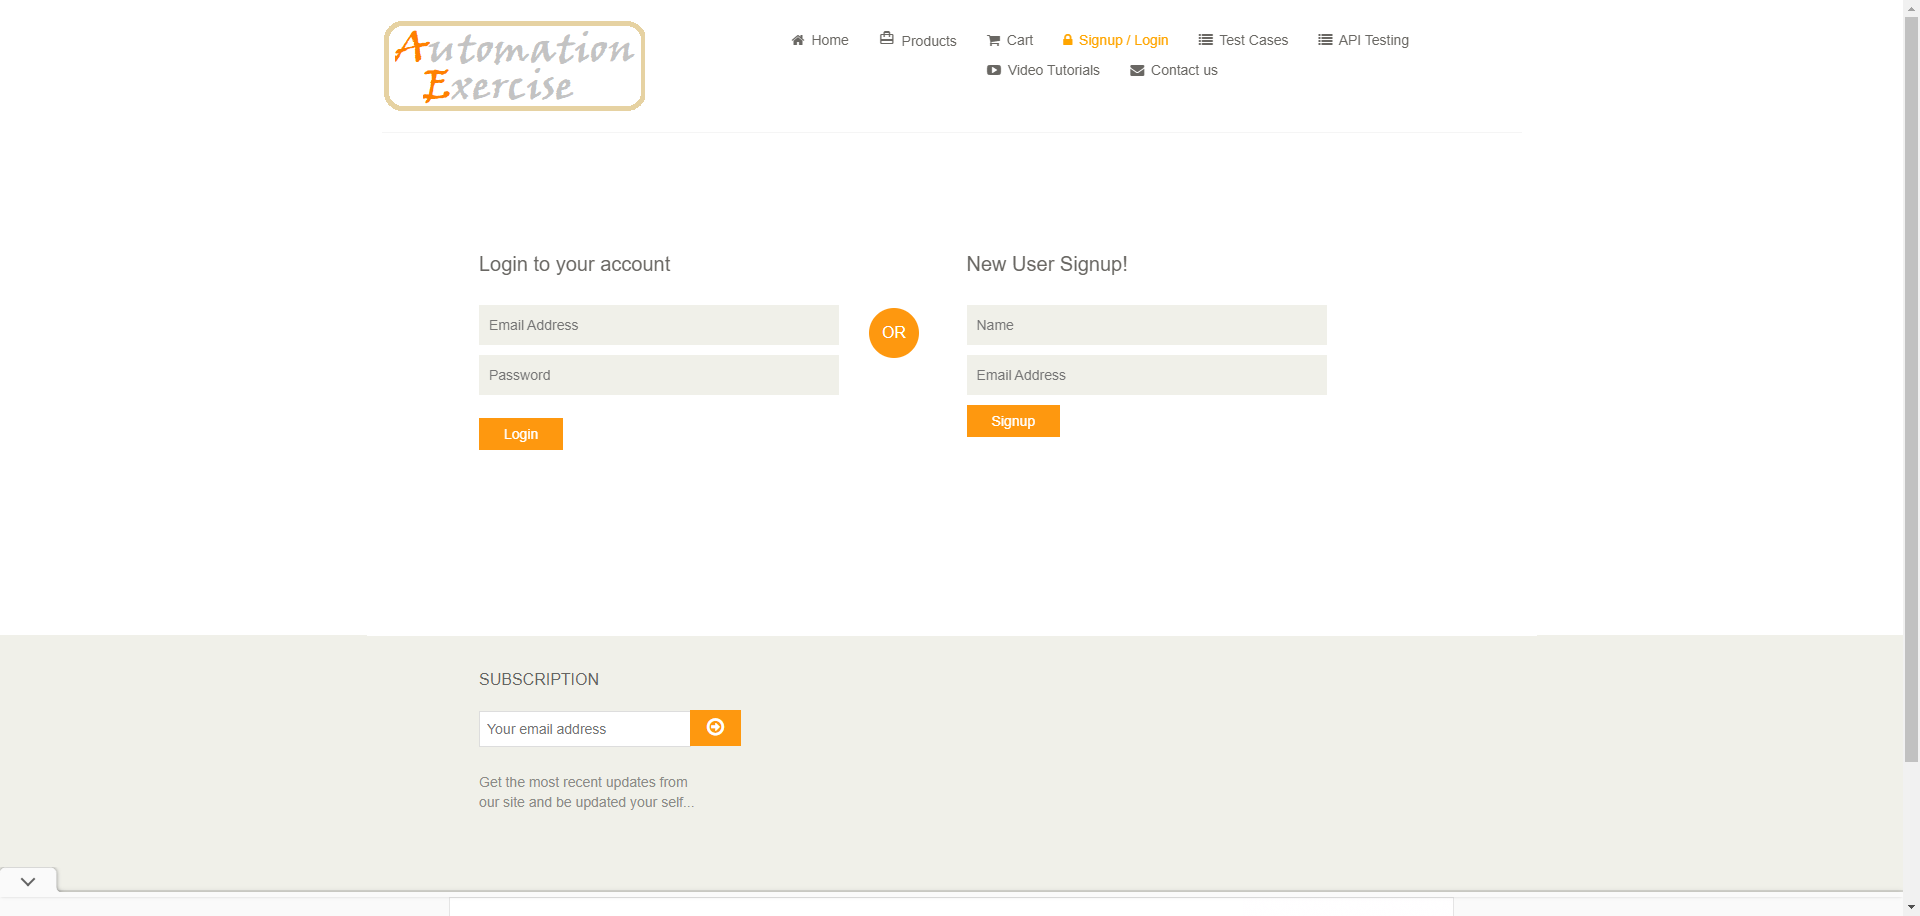 Automation
Exercise
Home
Products
Cart
Signup / Login
Test Cases
API Testing
Video Tutorials
Contact us
Login to your account
Email Address
Password
Login
OR
New User Signup!
Name
Email Address
Signup
SUBSCRIPTION
Your email address
Get the most recent updates from
our site and be updated your self...